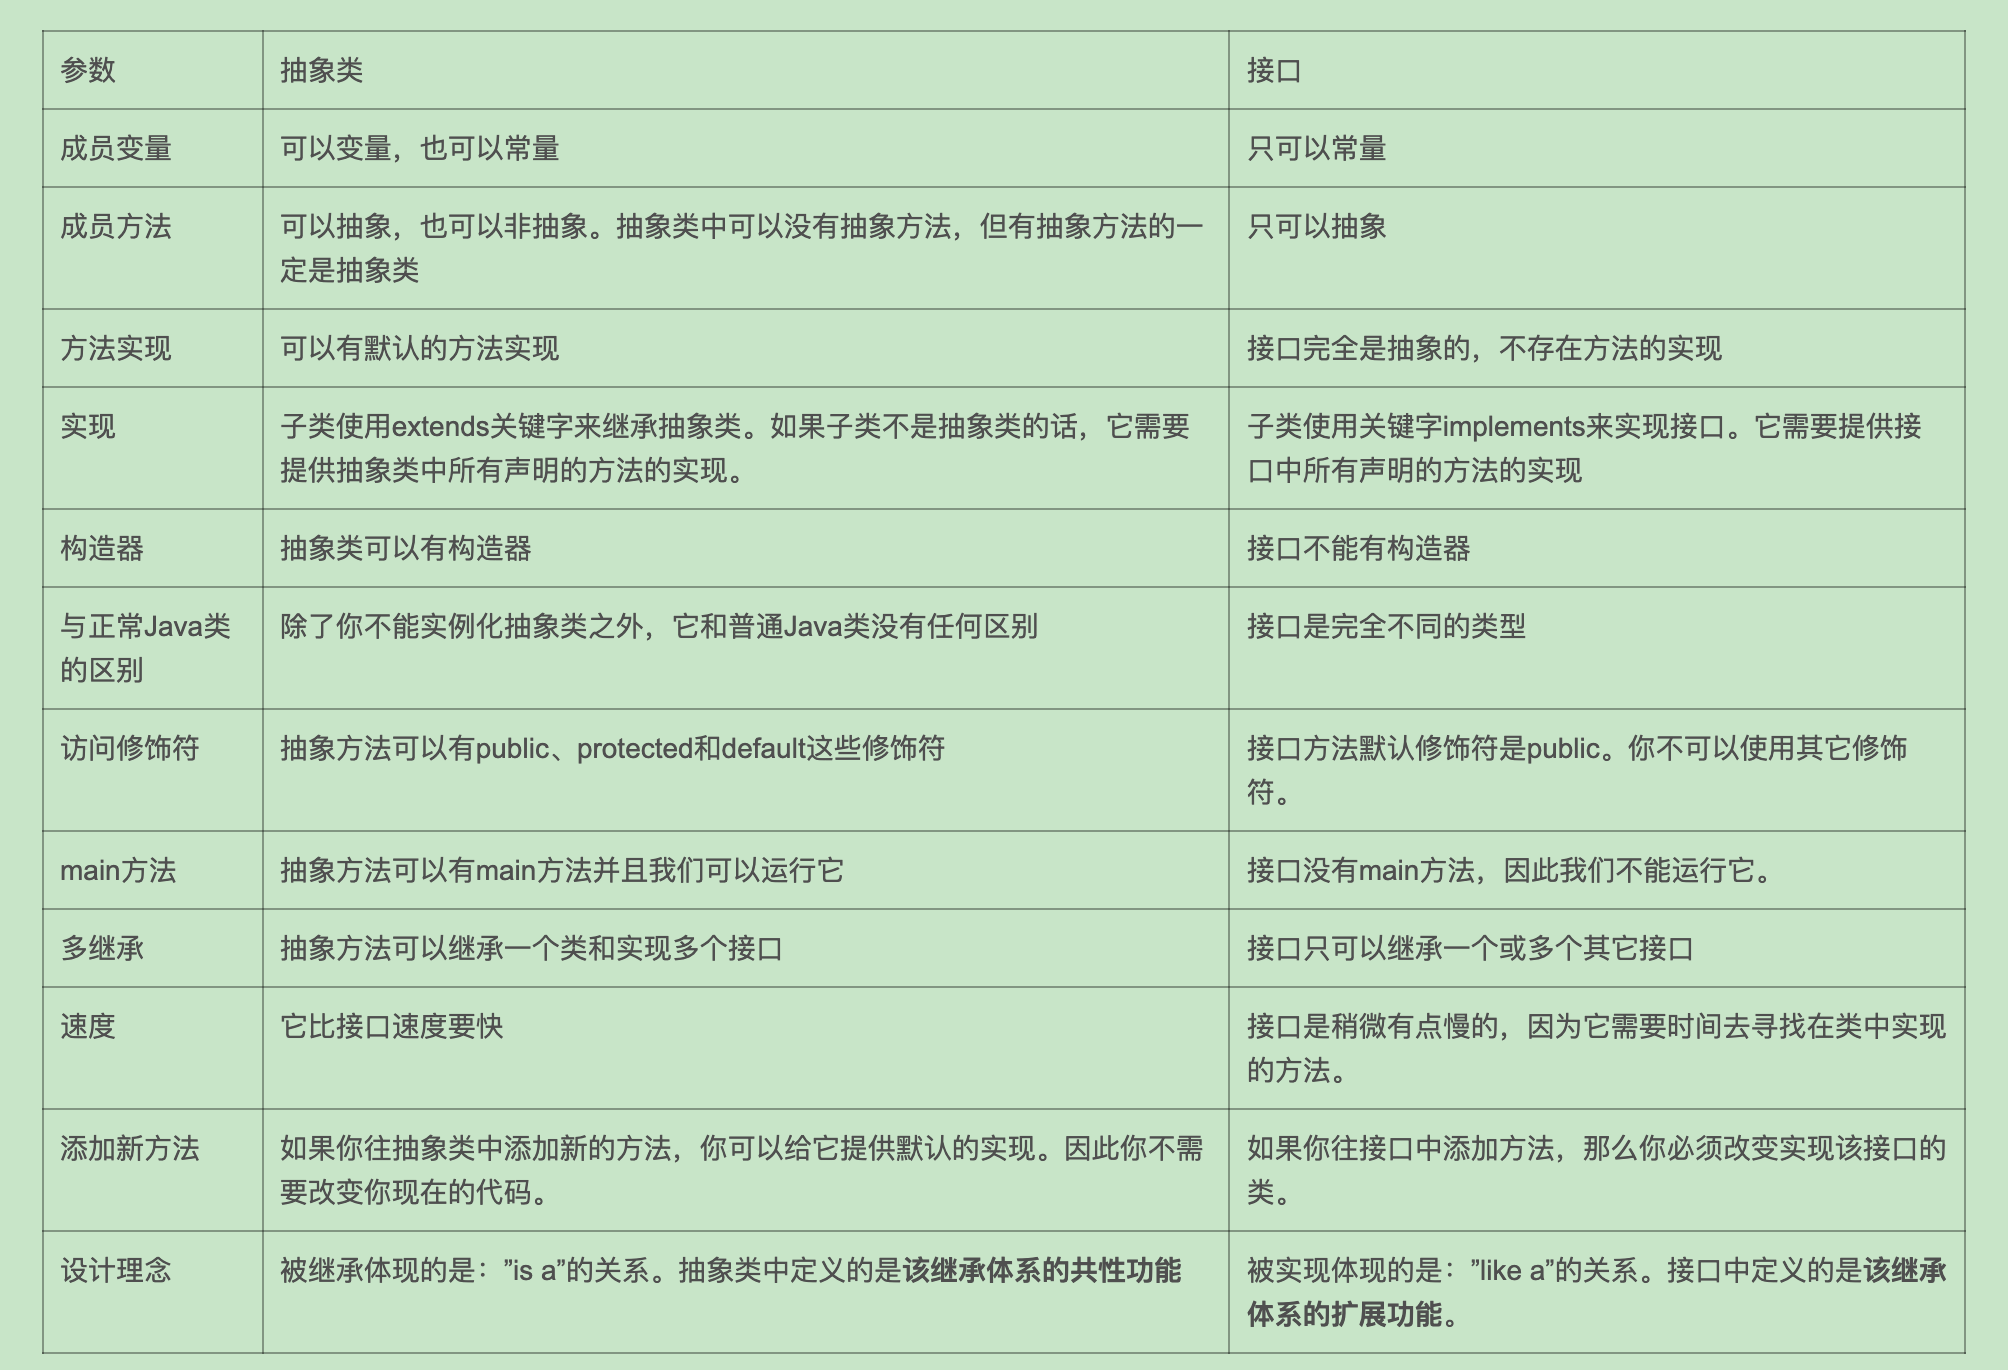 参数
抽象类
接口
成员变量
可以变量，也可以常量
只可以常量
成员方法
可以抽象，也可以非抽象。抽象类中可以没有抽象方法，但有抽象方法的一
定是抽象类
只可以抽象
方法实现
可以有默认的方法实现
接口完全是抽象的，不存在方法的实现
实现
子类使用extends关键字来继承抽象类。如果子类不是抽象类的话，它需要
提供抽象类中所有声明的方法的实现。
子类使用关键字implements来实现接口。它需要提供接
口中所有声明的方法的实现
构造器
抽象类可以有构造器
接口不能有构造器
与正常Java类
的区别
除了你不能实例化抽象类之外，它和普通Java类没有任何区别
接口是完全不同的类型
访问修饰符
抽象方法可以有public、protected和default这些修饰符
接口方法默认修饰符是public。你不可以使用其它修饰
符。
main方法
抽象方法可以有main方法并且我们可以运行它
接口没有main方法，因此我们不能运行它。
多继承
抽象方法可以继承一个类和实现多个接口
接口只可以继承一个或多个其它接口
速度
它比接口速度要快
接口是稍微有点慢的，因为它需要时间去寻找在类中实现
的方法。
添加新方法
如果你往抽象类中添加新的方法，你可以给它提供默认的实现。因此你不需
要改变你现在的代码。
如果你往接口中添加方法，那么你必须改变实现该接口的
类。
设计理念
被继承体现的是：”is a”的关系。抽象类中定义的是该继承体系的共性功能
被实现体现的是：”like a”的关系。接口中定义的是该继承
体系的扩展功能。